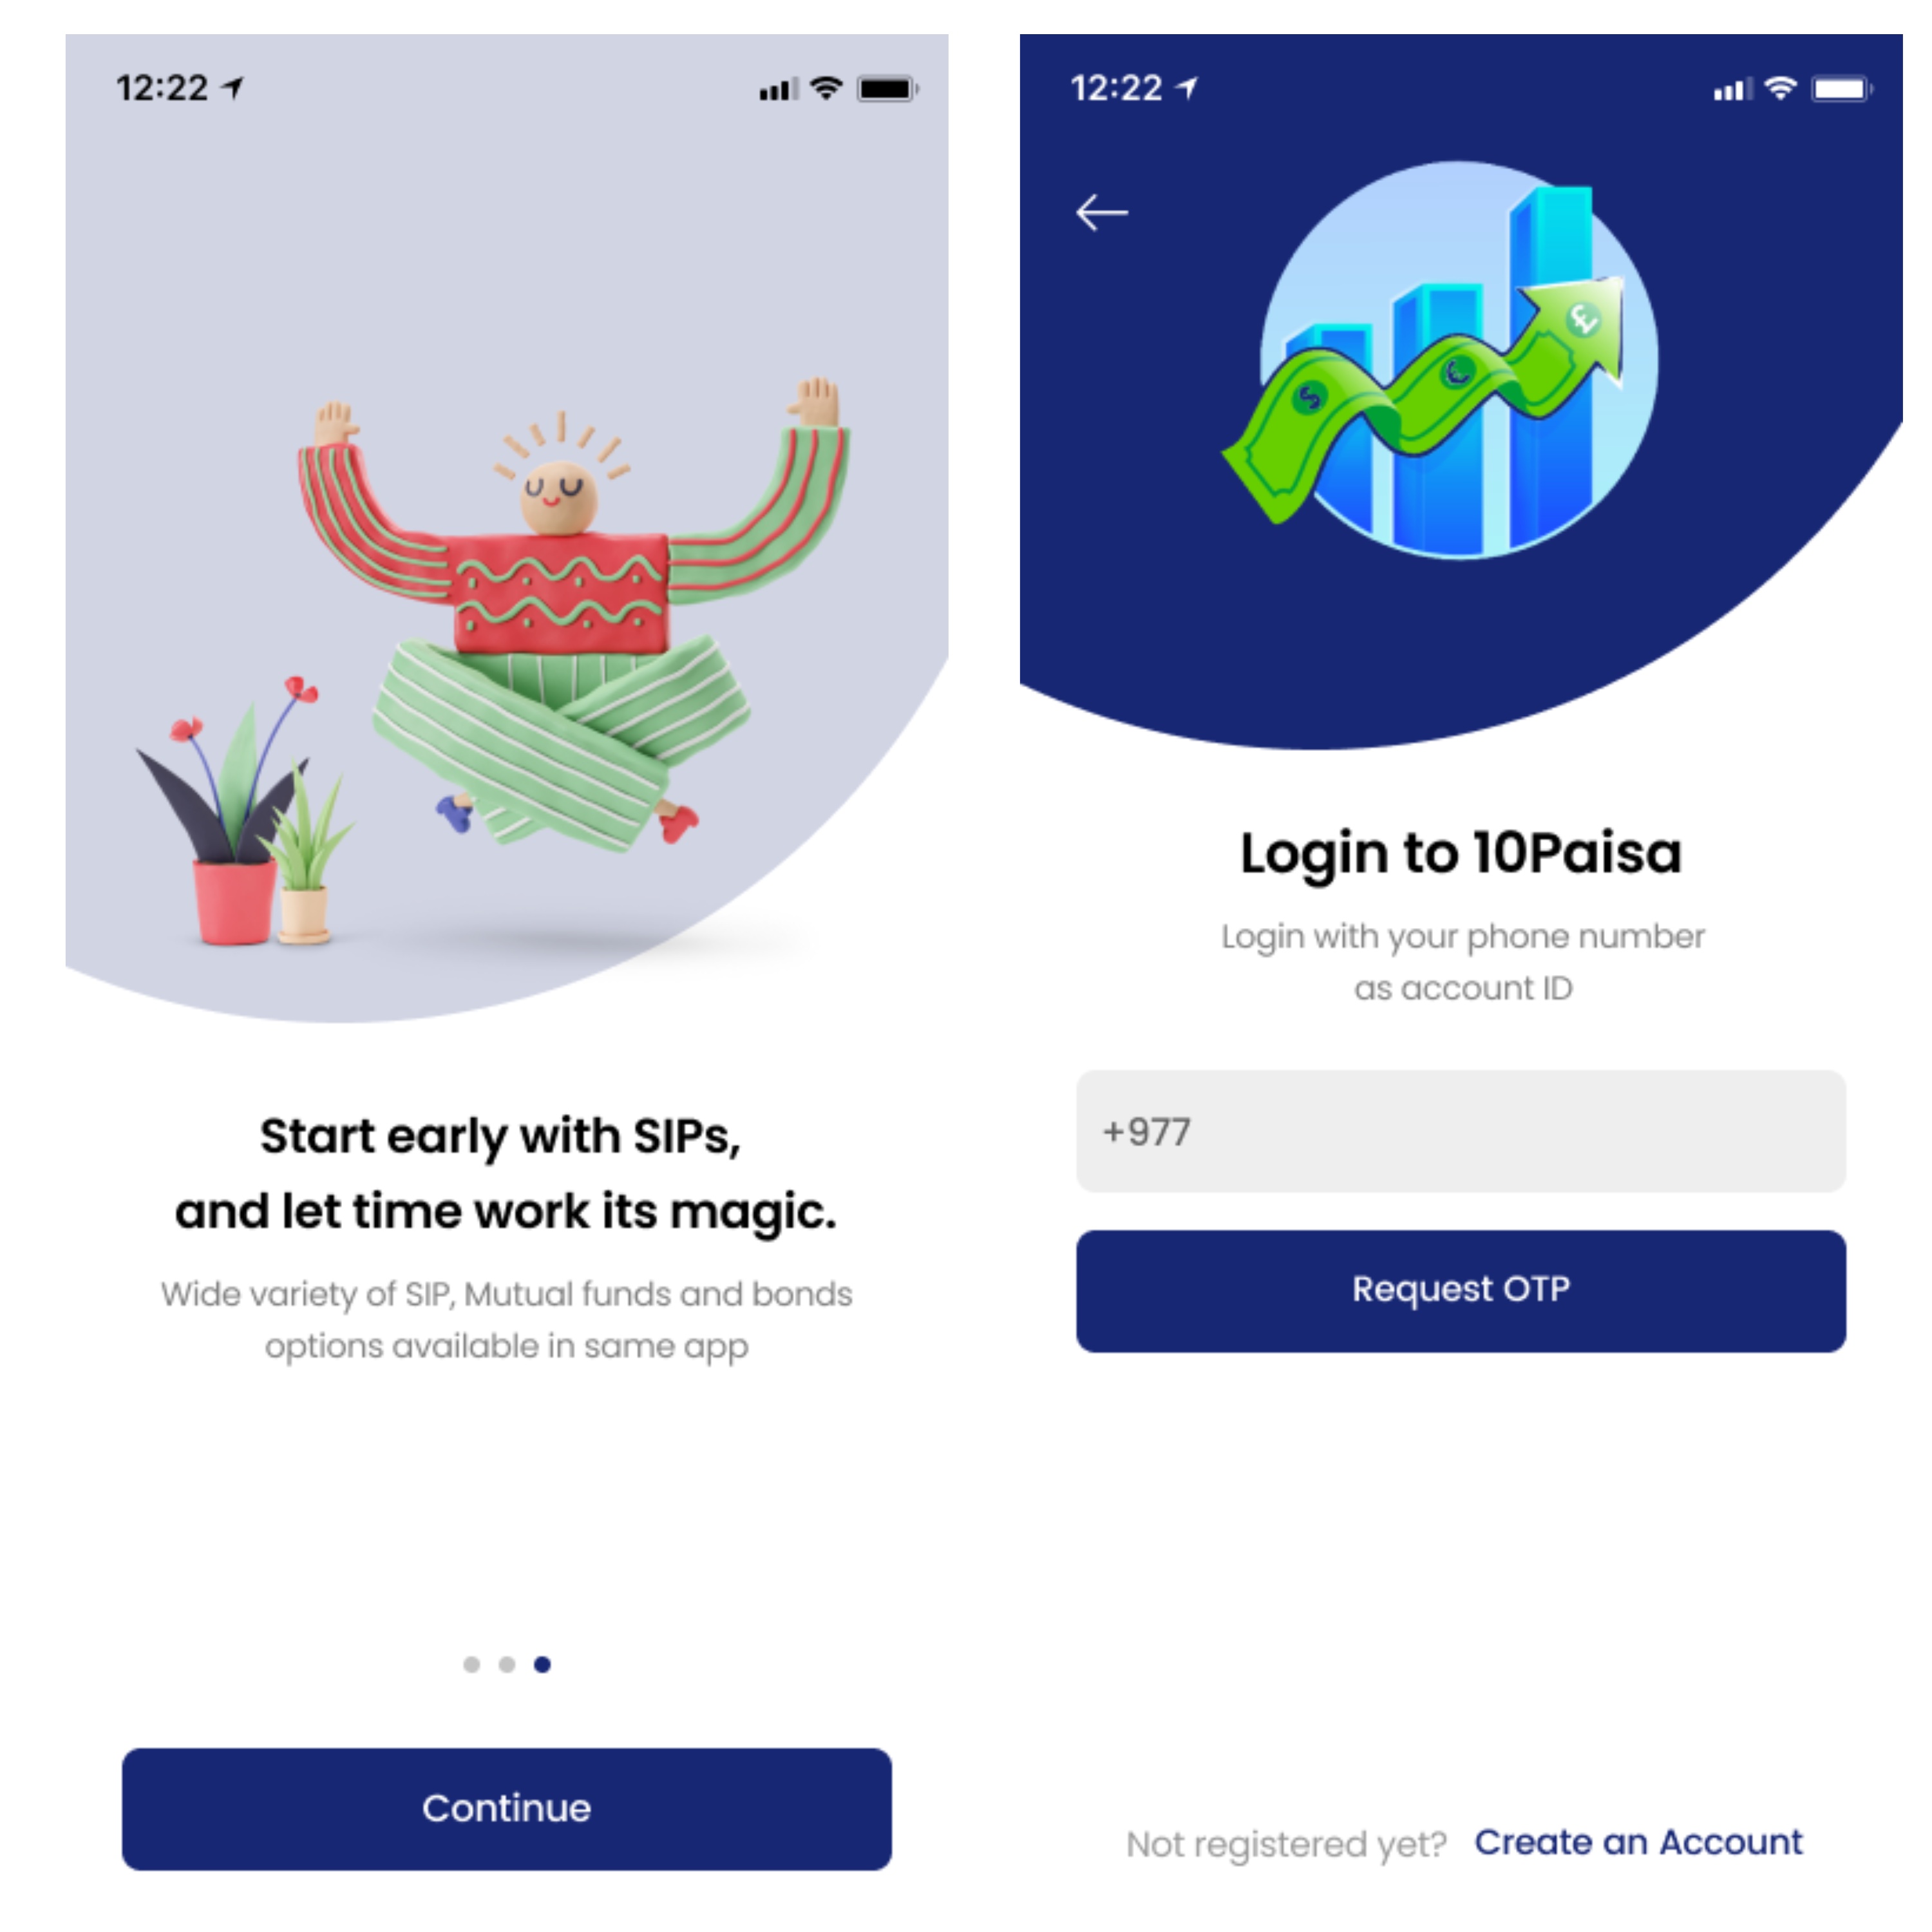 12:22
Start early with SIPs,
and let time work its magic.
Wide variety of SIP, Mutual funds and bonds
options available in same app
Continue
12:22
$
€
£
Login to 10Paisa
Login with your phone number
as account ID
+977
Request OTP
Not registered yet? Create an Account